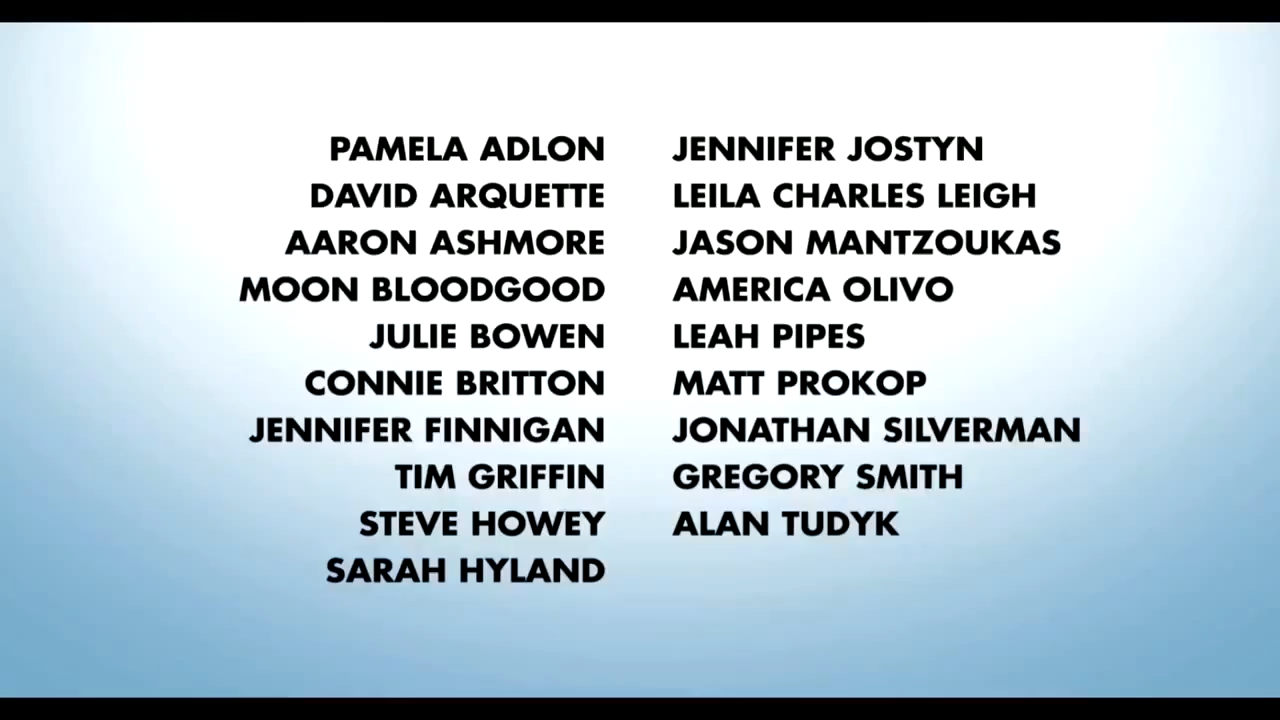 PAMELA ADLON
DAVID ARQUETTE
AARON ASHMORE
MOON BLOODGOOD
JULIE BOWEN
CONNIE BRITTON
JENNIFER FINNIGAN
TIM GRIFFIN
STEVE HOWEY
SARAH HYLAND
JENNIFER JOSTYN
LEILA CHARLES LEIGH
JASON MANTZOUKAS
AMERICA OLIVO
LEAH PIPES
MATT PROKOP
JONATHAN SILVERMAN
GREGORY SMITH
ALAN TUDYK